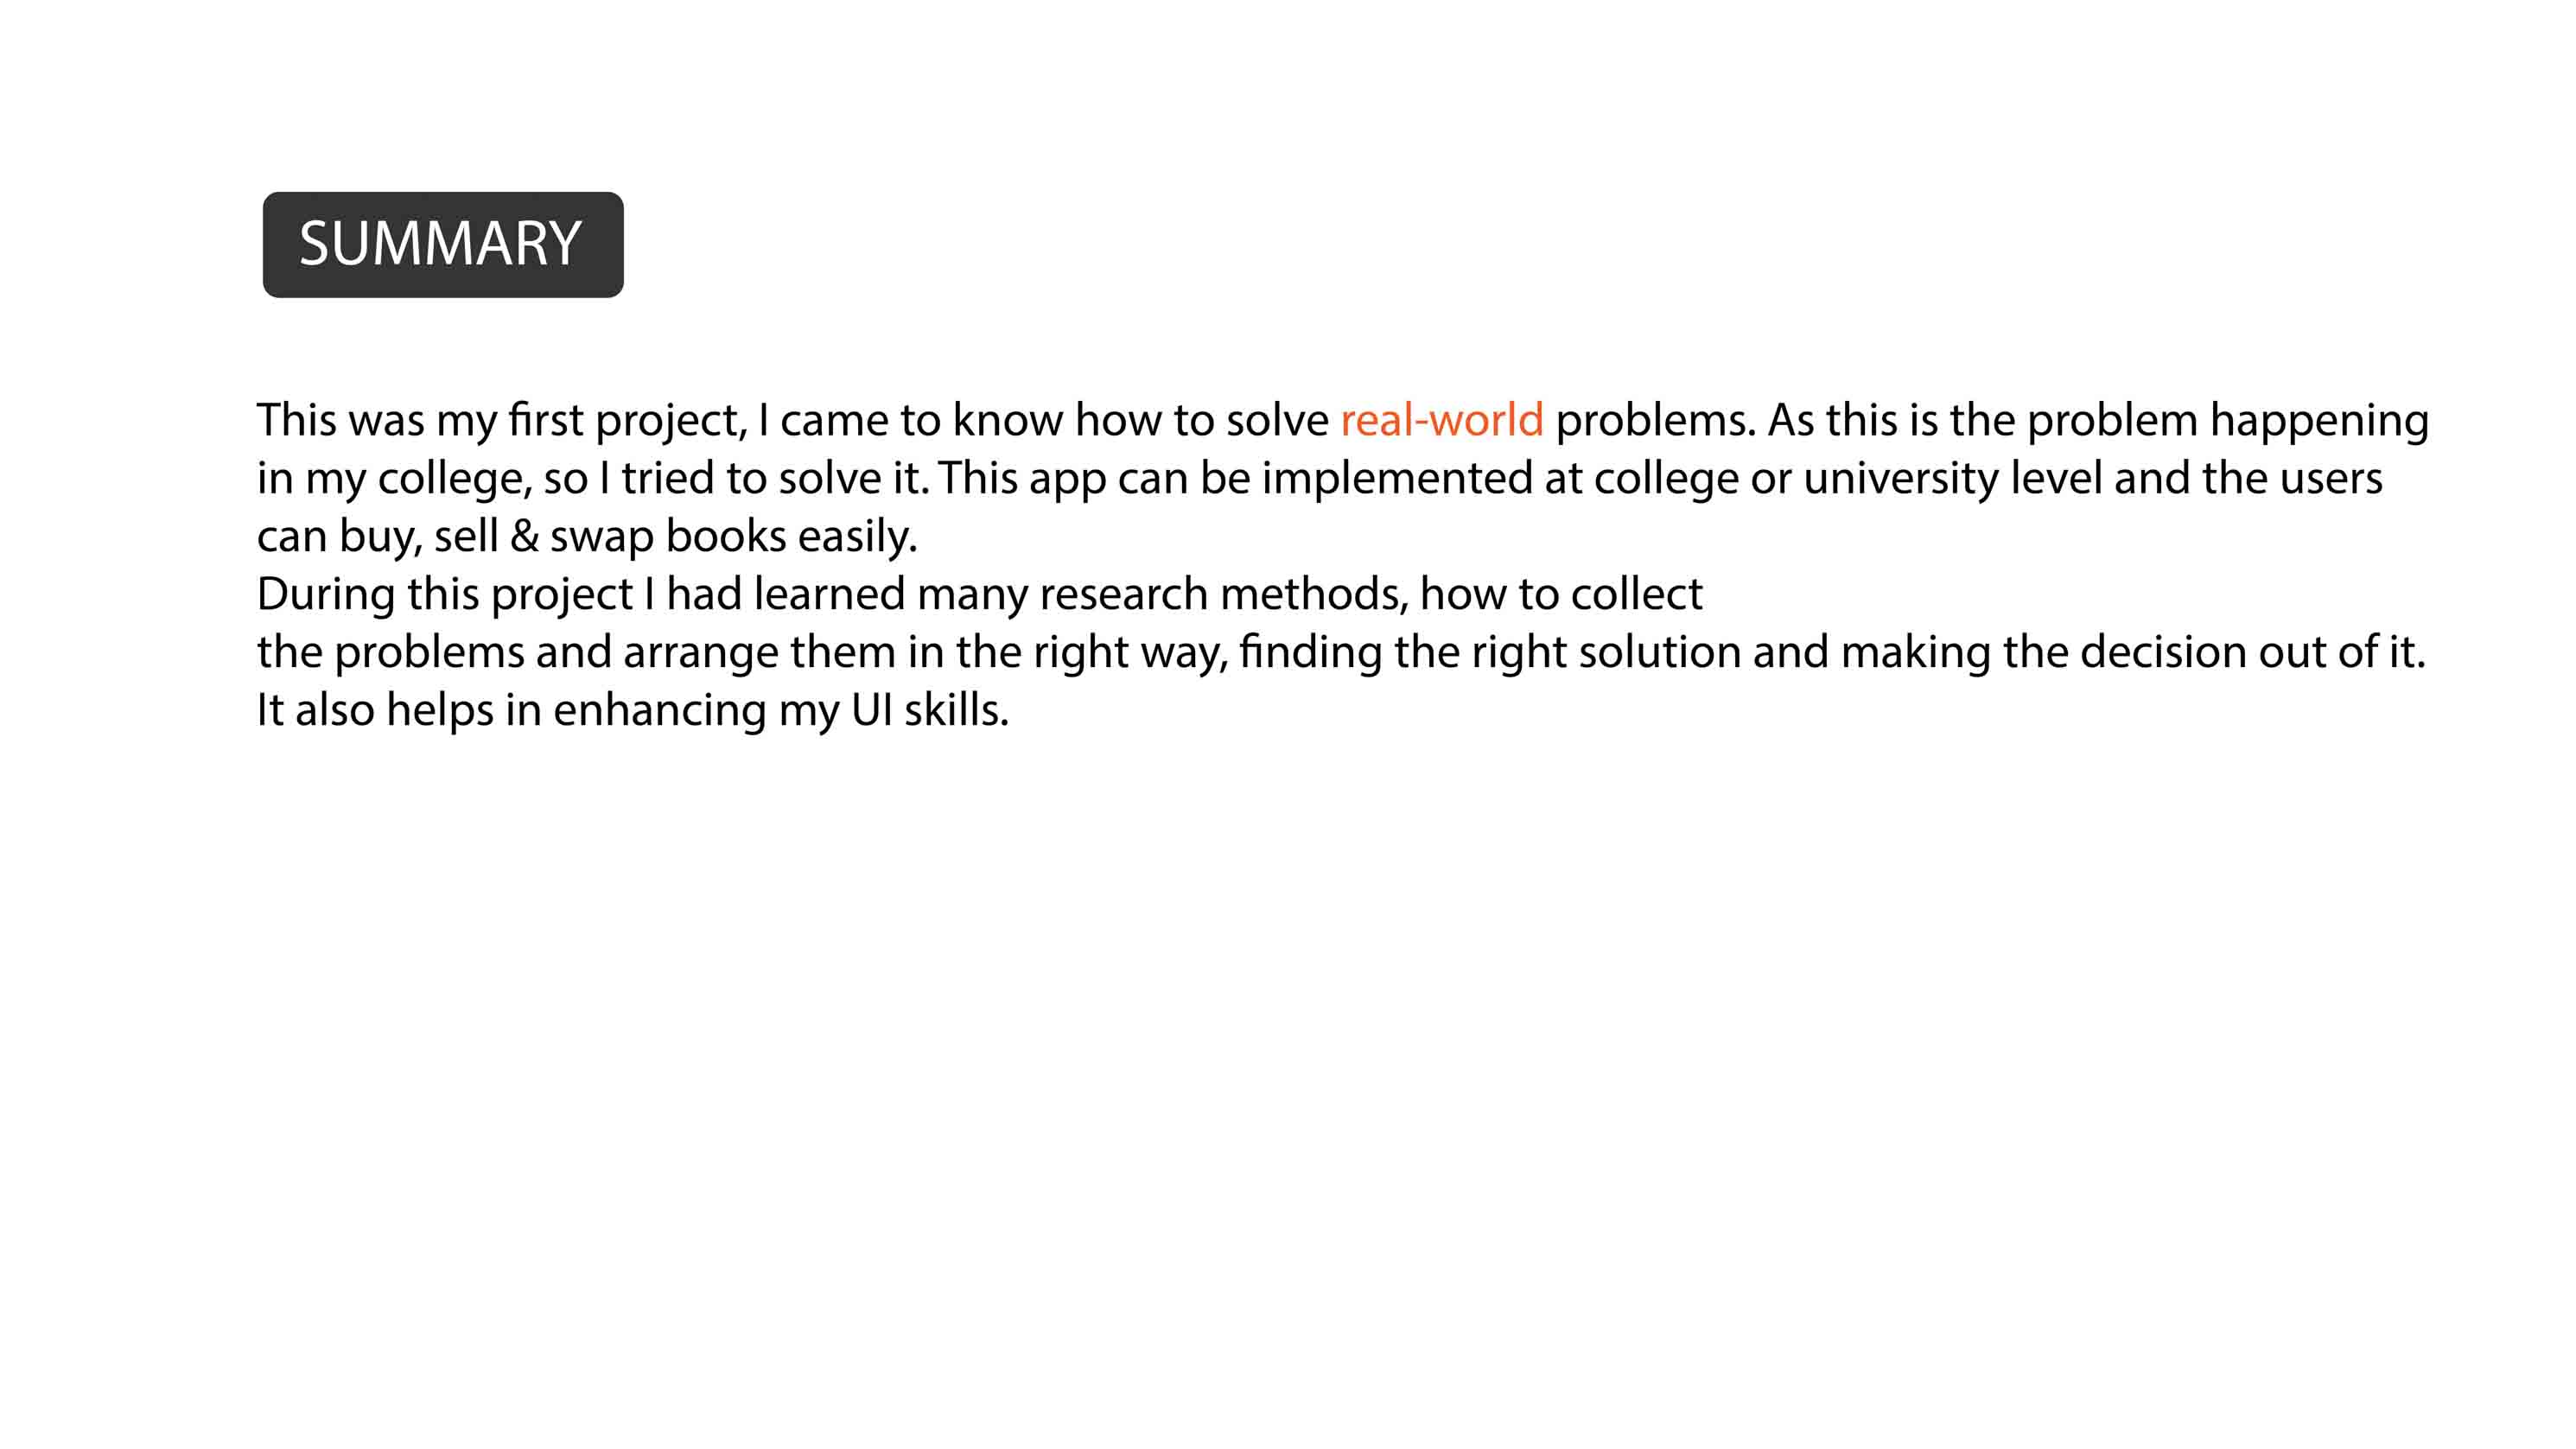 SUMMARY
This was my first project, I came to know how to solve real-world problems. As this is the problem happening
in my college, so I tried to solve it. This app can be implemented at college or university level and the users
can buy, sell & swap books easily.
During this project I had learned many research methods, how to collect
the problems and arrange them in the right way, finding the right solution and making the decision out of it.
It also helps in enhancing my UI skills.